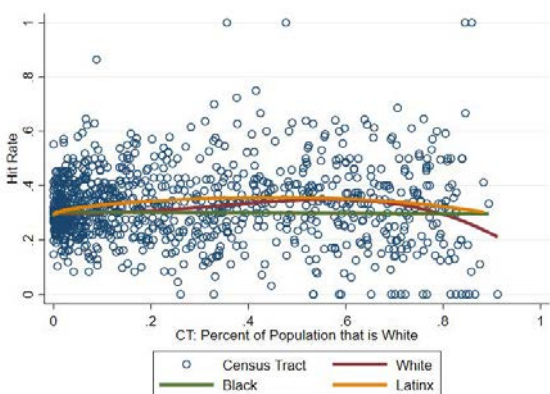 1
.8
.6
.4
.2
0
Hit Rate
0 .2 .4 .6 .8 1
CT: Percent of Population that is White
Census Tract White
Black Latinx